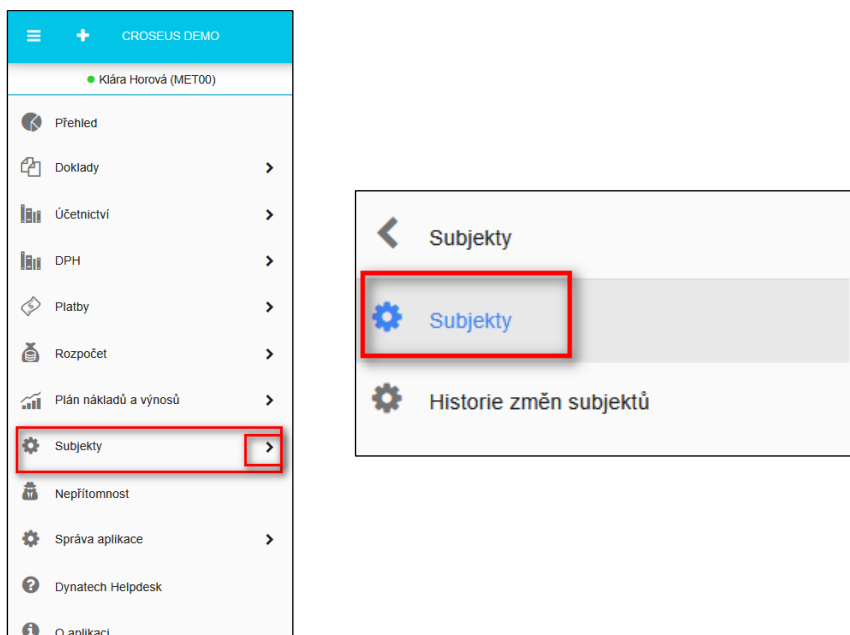 CROSEUS DEMO
Klára Horová (MET00)
Přehled
Doklady
Účetnictví
DPH
Platby
Rozpočet
Plán nákladů a výnosů
Subjekty
Nepřítomnost
Správa aplikace
Dynatech Helpdesk
O aplikaci
Subjekty
Subjekty
Historie změn subjektů